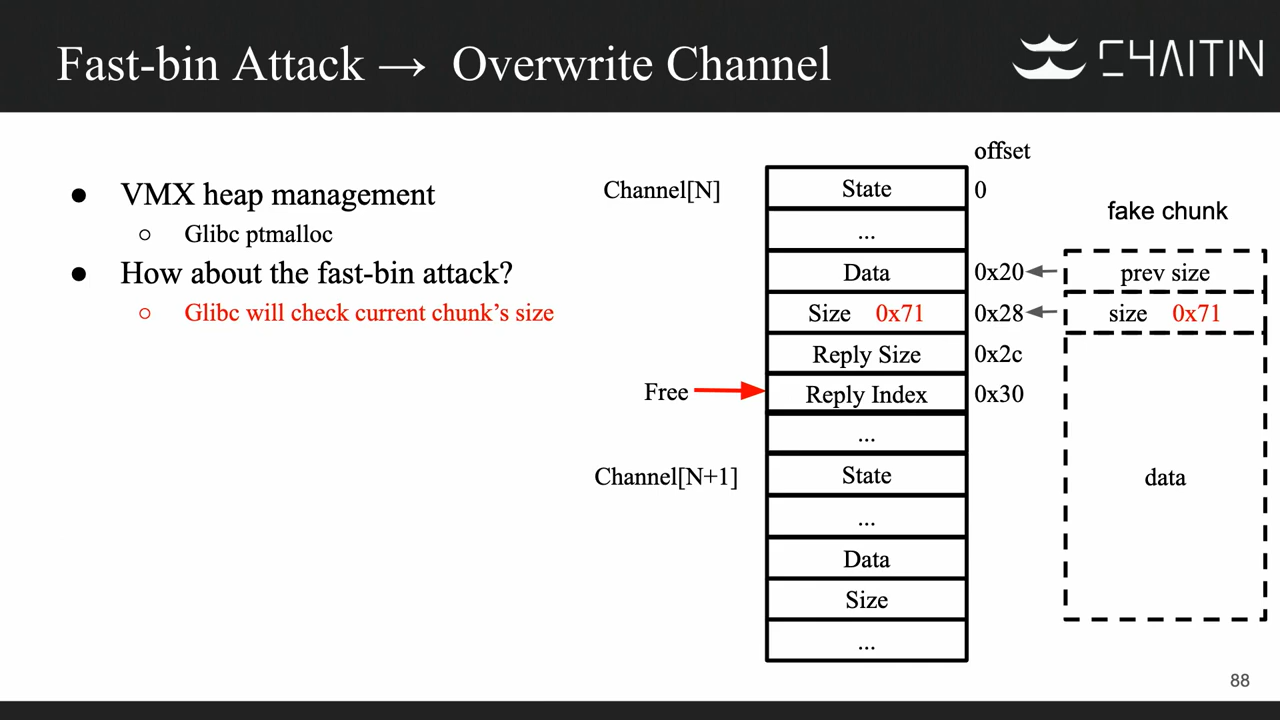 Fast-bin Attack → Overwrite Channel
CHAITIN
● VMX heap management
○ Glibc ptmalloc
● How about the fast-bin attack?
○ Glibc will check current chunk’s size
offset
Channel[N]
State
0
...
Data
0x20
Size 0x71
0x28
Reply Size
0x2c
Free
Reply Index
0x30
...
Channel[N+1]
State
...
Data
Size
...
fake chunk
prev size
size 0x71
data
88